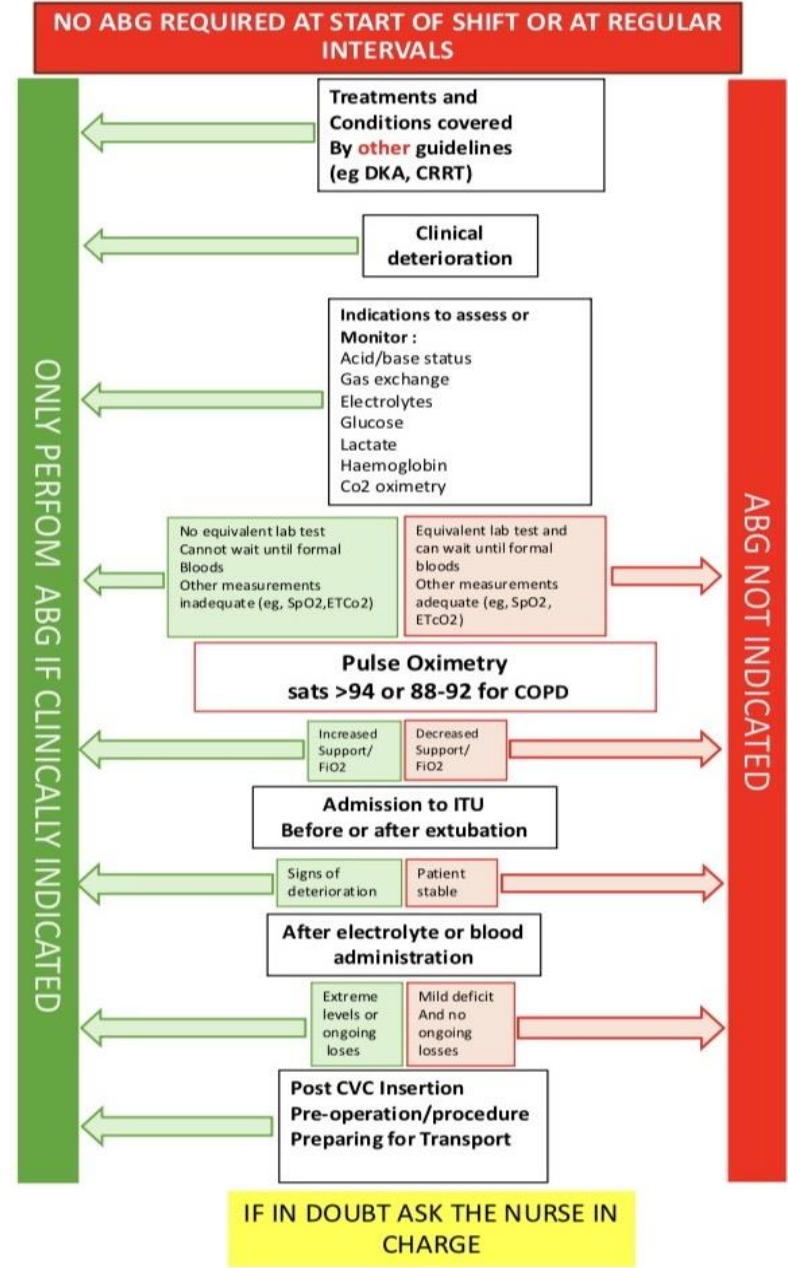 NO ABG REQUIRED AT START OF SHIFT OR AT REGULAR
INTERVALS
ONLY PERFOM ABG IF CLINICALLY INDICATED
ABG NOT INDICATED
Treatments and
Conditions covered
By other guidelines
(eg DKA, CRRT)
Clinical
deterioration
Indications to assess or
Monitor :
Acid/base status
Gas exchange
Electrolytes
Glucose
Lactate
Haemoglobin
Co2 oximetry
No equivalent lab test
Cannot wait until formal
Bloods
Other measurements
inadequate (eg, SpO2,ETCo2)
Equivalent lab test and
can wait until formal
bloods
Other measurements
adequate (eg, SpO2,
ETcO2)
Pulse Oximetry
sats >94 or 88-92 for COPD
Increased
Support/
FiO2
Decreased
Support/
FiO2
Admission to ITU
Before or after extubation
Signs of
deterioration
Patient
stable
After electrolyte or blood
administration
Extreme
levels or
ongoing
loses
Mild deficit
And no
ongoing
losses
Post CVC Insertion
Pre-operation/procedure
Preparing for Transport
IF IN DOUBT ASK THE NURSE IN
CHARGE